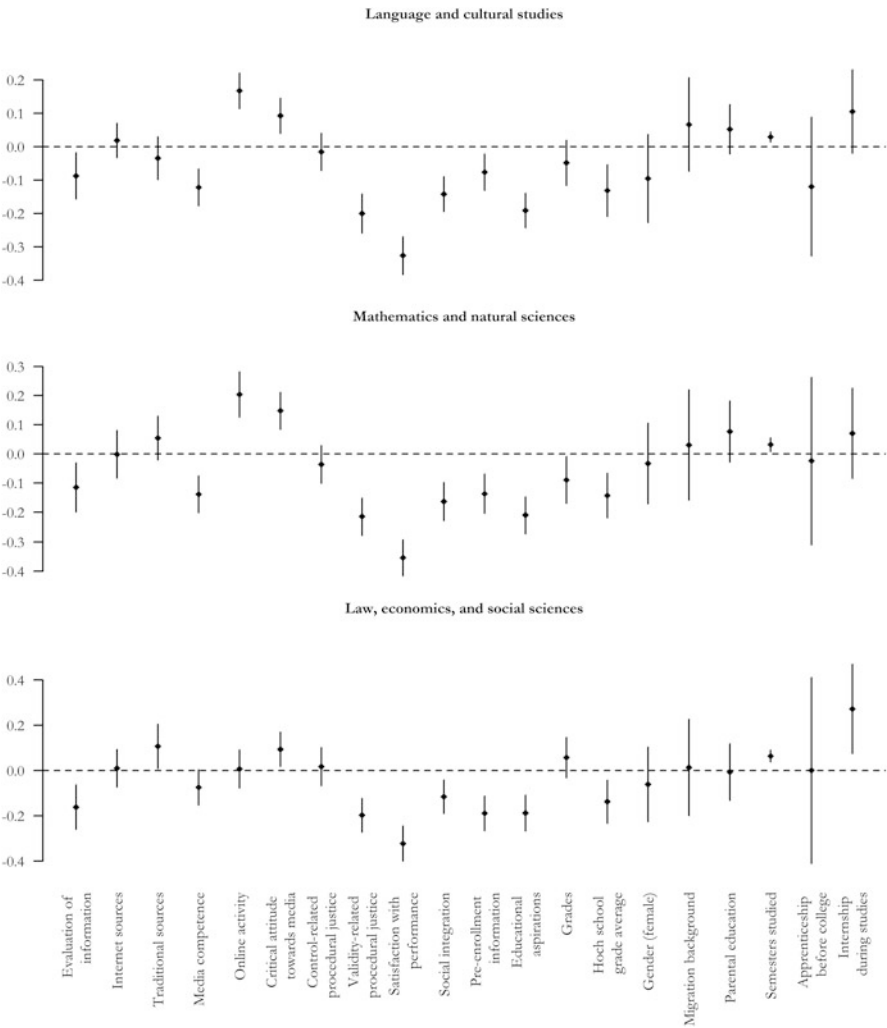 Language and cultural studies
0.2
0.1
0.0
-0.1
-0.2
-0.3
-0.4
Mathematics and natural sciences
0.3
0.2
0.1
0.0
-0.1
-0.2
-0.3
-0.4
Law, economics, and social sciences
0.4
0.2
0.0
-0.2
-0.4
Evaluation of
information
Internet sources
Traditional sources
Media competence
Online activity
Critical attitude
towards media
Control-related
procedural justice
Validity-related
procedural justice
Satisfaction with
performance
Social integration
Pre-enrollment
information
Educational
aspirations
Grades
Hoch school
grade average
Gender (female)
Migration background
Parental education
Semesters studied
Apprenticeship
before college
Internship
during studies